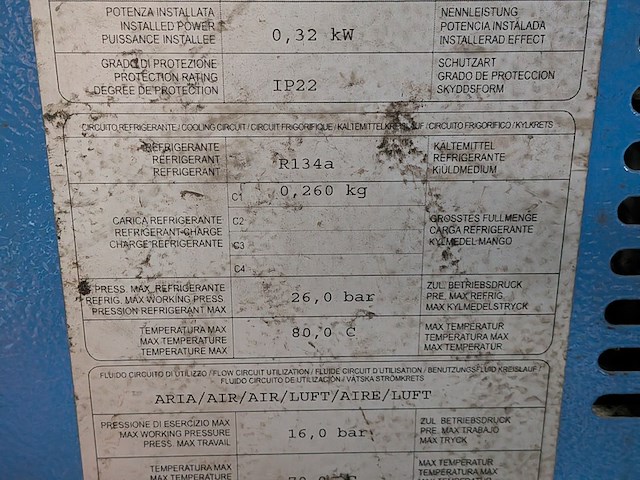 POTENZA INSTALLATA
INSTALLED POWER
PUISSANCE INSTALLEE
0,32 kW
NENNLEISTUNG
POTENCIA INSTALADA
INSTALLERAD EFFECT
GRADO DI PROTEZIONE
PROTECTION RATING
DEGREE DE PROTECTION
IP22
SCHUTZART
GRADO DE PROTECCION
SKYDDSFORM
CIRCUITO REFRIGERANTE / COOLING CIRCUIT / CIRCUIT FRIGORIFIQUE / KALTEMITTELKREISLAUF / CIRCUITO FRIGORIFICO / KYLKRETS
REFRIGERANTE
REFRIGERANT
REFRIGERANT
R134a
KALTEMITTEL
REFRIGERANTE
KIULDMEDIUM
CARICA REFRIGERANTE
REFRIGERANT CHARGE
CHARGE REFRIGERANTE
C1 0,260 kg
C2
C3
C4
GROSSTES FULLMENGE
CARGA REFRIGERANTE
KYLMEDEL MANGO
PRESS. MAX REFRIGERANTE
REFRIG. MAX WORKING PRESS
PRESSION REFRIGERANT MAX
26,0 bar
ZUL. BETRIEBSDRUCK
PRE. MAX REFRIG.
MAX KYLMEDELSTRYCK
TEMPERATURA MAX
MAX TEMPERATURE
TEMPERATURE MAX
80,0 C
MAX TEMPERATUR
MAX TEMPERATURA
MAX TEMPERATUR
FLUIDO CIRCUITO DI UTILIZZO / FLOW CIRCUIT UTILIZATION / FLUIDE CIRCUIT D'UTILISATION / BENUTZUNGSFLUID KREISLAUF /
FLUIDO CIRCUITO DE UTILIZACIÓN / VÄTSKA STRÖMKRETS
ARIA/AIR/AIR/LUFT/AIRE/LUFT
PRESSIONE DI ESERCIZIO MAX
MAX WORKING PRESSURE
PRESS. MAX TRAVAIL
16,0 bar
ZUL. BETRIEBSDRUCK
PRE. MAX TRABAJO
MAX TRYCK
TEMPERATURA MAX
MAX TEMPERATURE
MAX TEMPERATUR
MAX TEMPERATURA